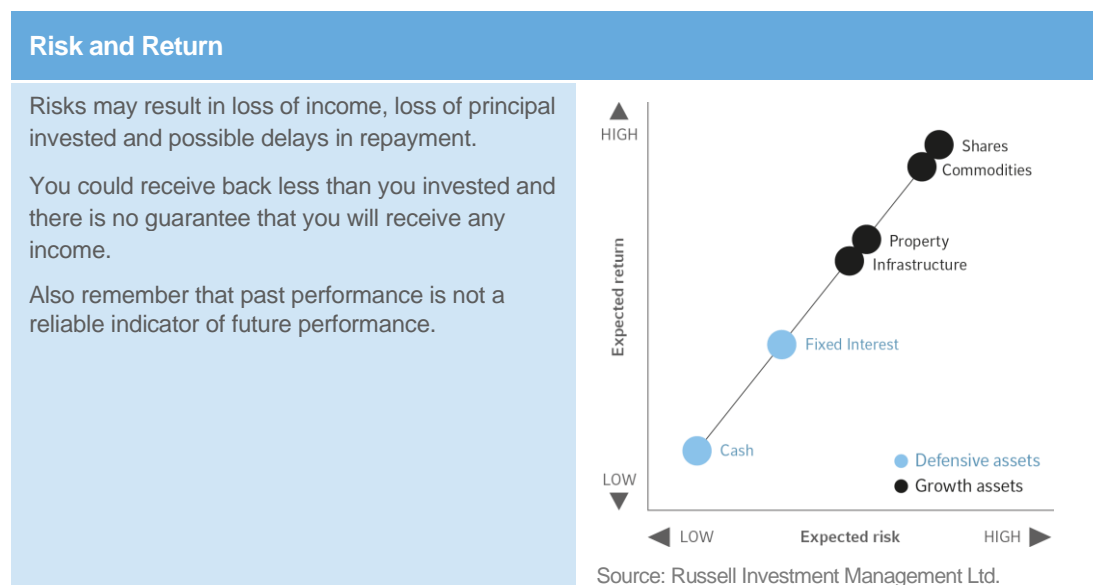 Risk and Return
Risks may result in loss of income, loss of principal
invested and possible delays in repayment.
You could receive back less than you invested and
there is no guarantee that you will receive any
income.
Also remember that past performance is not a
reliable indicator of future performance.
HIGH
Expected return
LOW
Shares
Commodities
Property
Infrastructure
Fixed Interest
Cash
Defensive assets
Growth assets
LOW Expected risk HIGH
Source: Russell Investment Management Ltd.